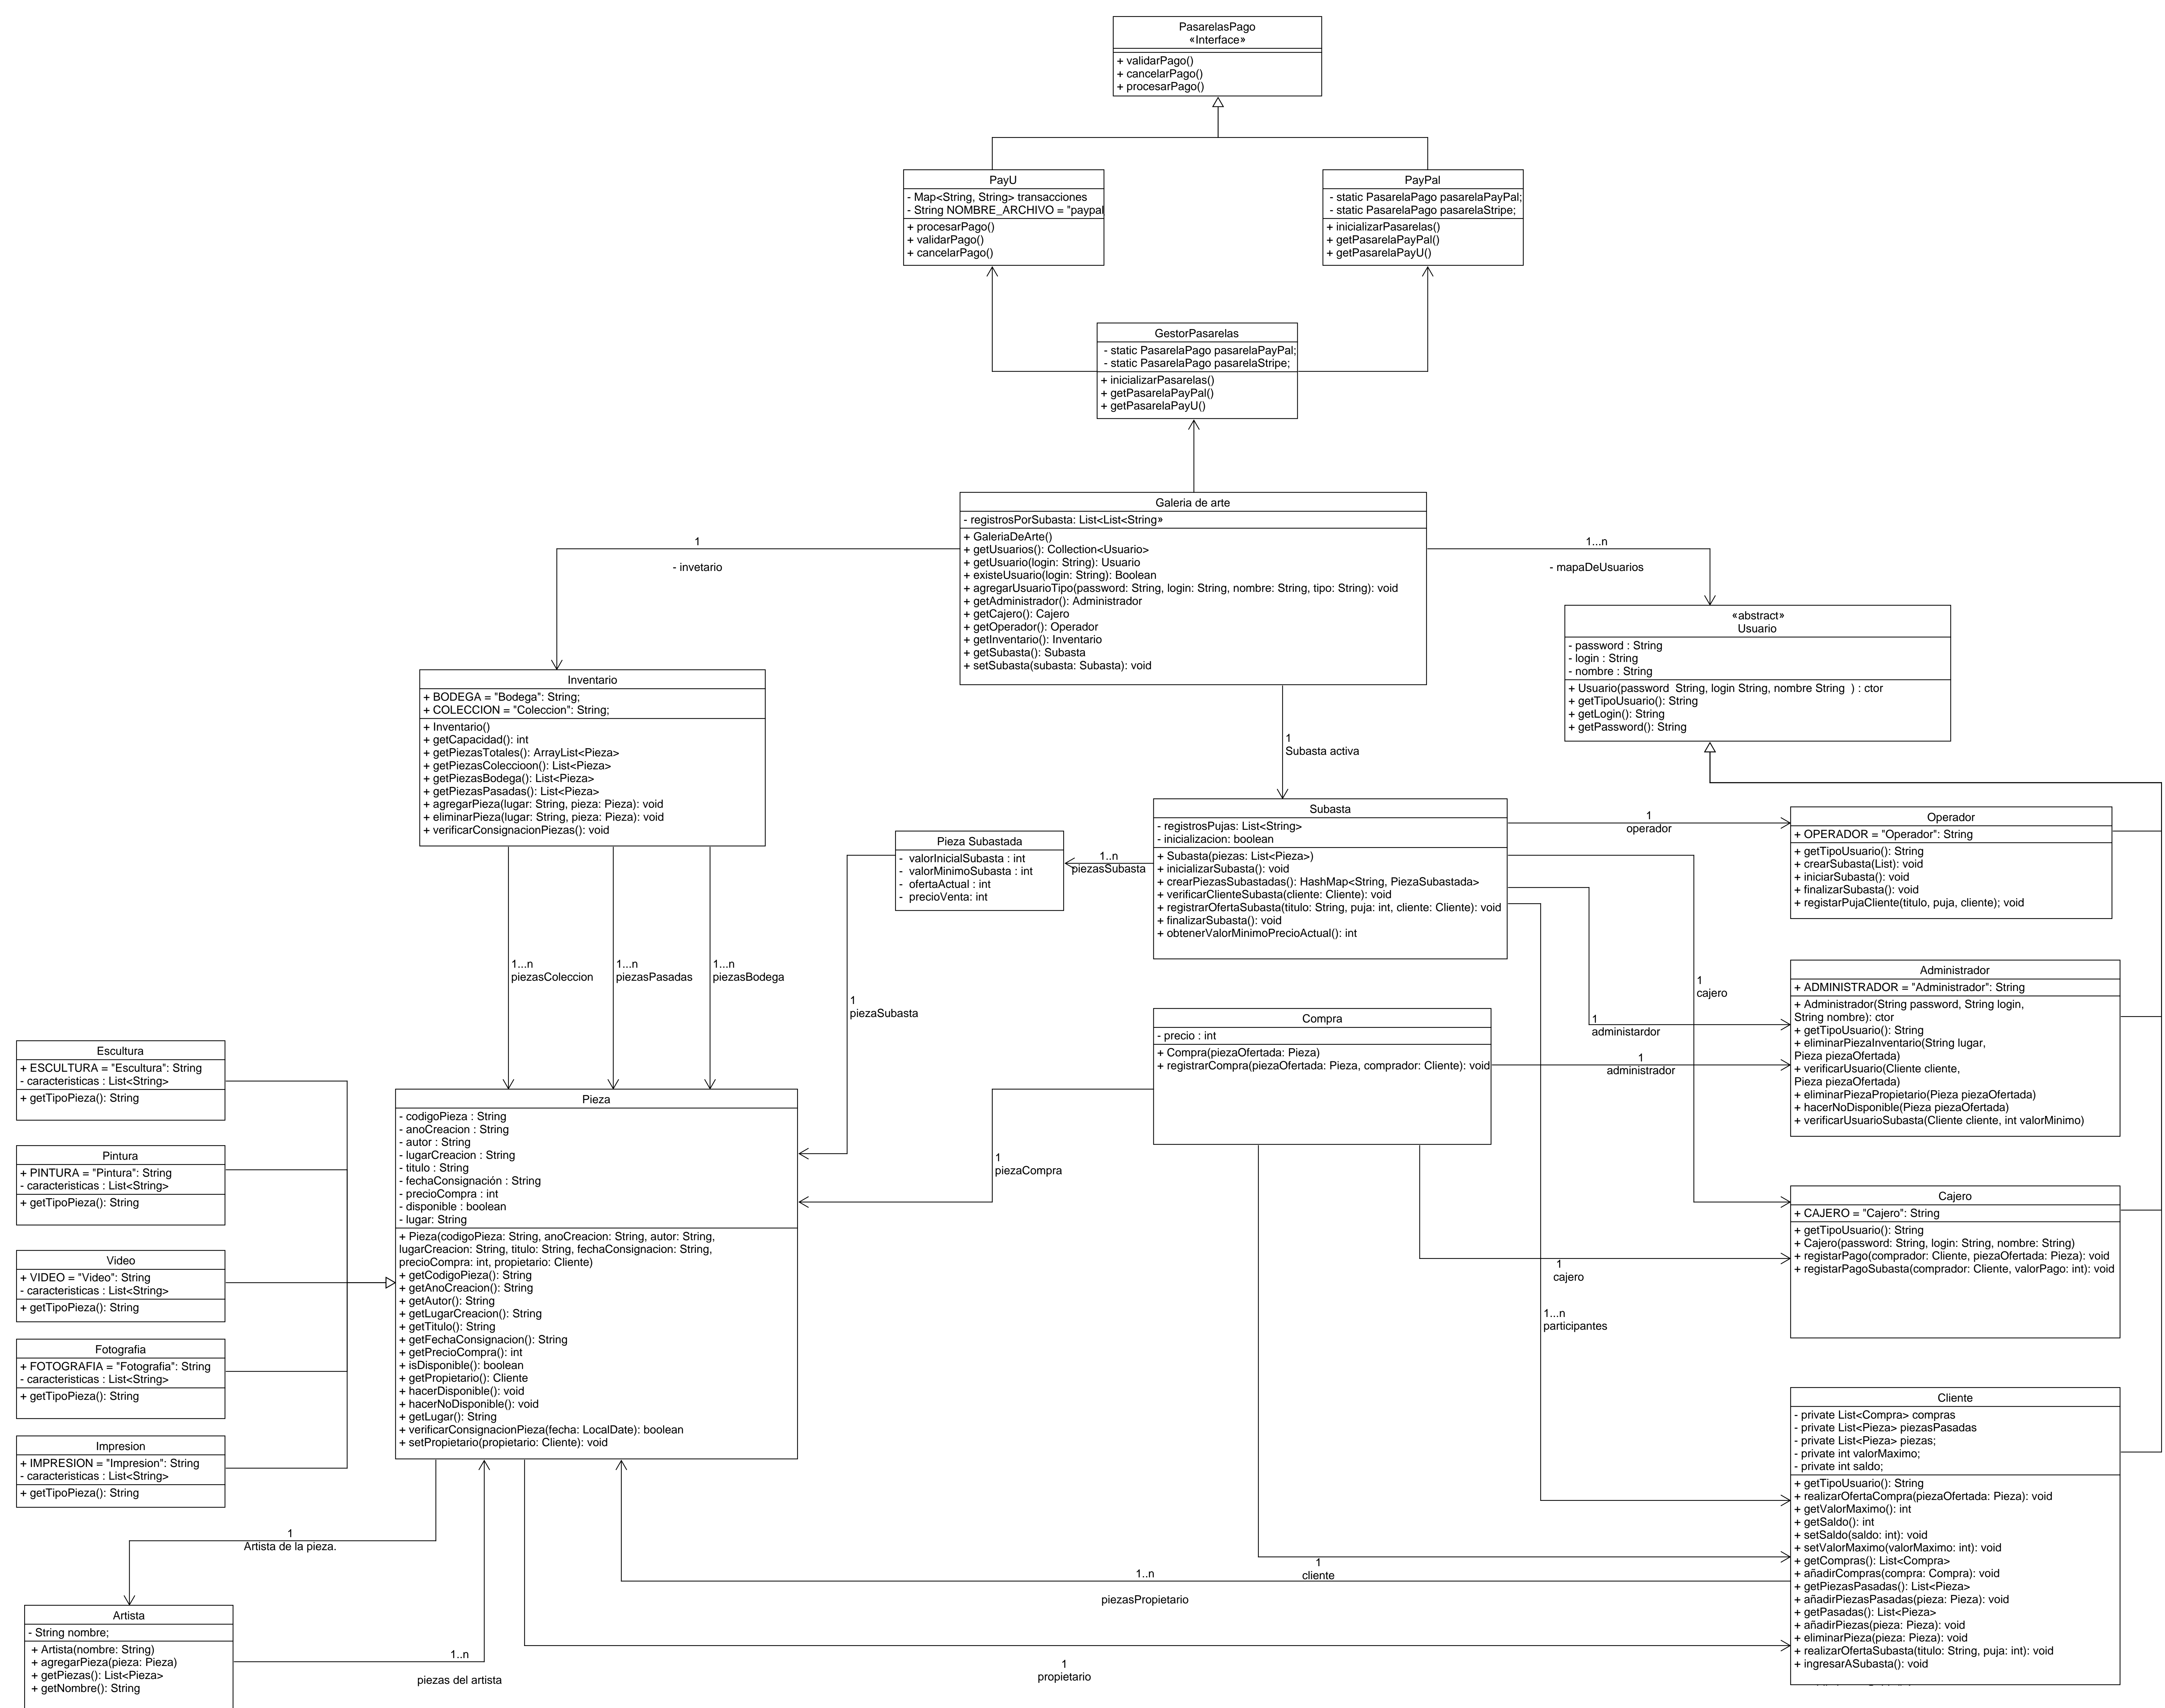 PasarelasPago
«Interface»
+ validarPago()
+ cancelarPago()
+ procesarPago()
PayU
- Map<String, String> transacciones
- String NOMBRE_ARCHIVO = "paypal
+ procesarPago()
+ validarPago()
+ cancelarPago()
PayPal
- static PasarelaPago pasarelaPayPal;
- static PasarelaPago pasarelaStripe;
+ inicializarPasarelas()
+ getPasarelaPayPal()
+ getPasarelaPayU()
GestorPasarelas
- static PasarelaPago pasarelaPayPal;
- static PasarelaPago pasarelaStripe;
+ inicializarPasarelas()
+ getPasarelaPayPal()
+ getPasarelaPayU()
Galeria de arte
- registrosPorSubasta: List<List<String»
+ GaleriaDeArte()
+ getUsuarios(): Collection<Usuario>
+ getUsuario(login: String): Usuario
+ existeUsuario(login: String): Boolean
+ agregarUsuarioTipo(password: String, login: String, nombre: String, tipo: String): void
+ getAdministrador(): Administrador
+ getCajero(): Cajero
+ getOperador(): Operador
+ getInventario(): Inventario
+ getSubasta(): Subasta
+ setSubasta(subasta: Subasta): void
1
- invetario
1...n
- mapaDeUsuarios
«abstract»
Usuario
- password : String
- login : String
- nombre : String
+ Usuario(password  String, login String, nombre String  ) : ctor
+ getTipoUsuario(): String
+ getLogin(): String
+ getPassword(): String
Inventario
+ BODEGA = "Bodega": String;
+ COLECCION = "Coleccion": String;
+ Inventario()
+ getCapacidad(): int
+ getPiezasTotales(): ArrayList<Pieza>
+ getPiezasColeccioon(): List<Pieza>
+ getPiezasBodega(): List<Pieza>
+ getPiezasPasadas(): List<Pieza>
+ agregarPieza(lugar: String, pieza: Pieza): void
+ eliminarPieza(lugar: String, pieza: Pieza): void
+ verificarConsignacionPiezas(): void
1
Subasta activa
Subasta
- registrosPujas: List<String>
- inicializacion: boolean
+ Subasta(piezas: List<Pieza>)
+ inicializarSubasta(): void
+ crearPiezasSubastadas(): HashMap<String, PiezaSubastada>
+ verificarClienteSubasta(cliente: Cliente): void
+ registrarOfertaSubasta(titulo: String, puja: int, cliente: Cliente): void
+ finalizarSubasta(): void
+ obtenerValorMinimoPrecioActual(): int
Pieza Subastada
- valorInicialSubasta : int
- valorMinimoSubasta : int
- ofertaActual : int
- precioVenta: int
1..n
piezasSubasta
1
operador
Operador
+ OPERADOR = "Operador": String
+ getTipoUsuario(): String
+ crearSubasta(List): void
+ iniciarSubasta(): void
+ finalizarSubasta(): void
+ registarPujaCliente(titulo, puja, cliente); void
1...n
piezasColeccion
1...n
piezasPasadas
1...n
piezasBodega
1
piezaSubasta
1
cajero
1
administardor
Administrador
+ ADMINISTRADOR = "Administrador": String
+ Administrador(String password, String login,
String nombre): ctor
+ getTipoUsuario(): String
+ eliminarPiezaInventario(String lugar,
Pieza piezaOfertada)
+ verificarUsuario(Cliente cliente,
Pieza piezaOfertada)
+ eliminarPiezaPropietario(Pieza piezaOfertada)
+ hacerNoDisponible(Pieza piezaOfertada)
+ verificarUsuarioSubasta(Cliente cliente, int valorMinimo)
Compra
- precio : int
+ Compra(piezaOfertada: Pieza)
+ registrarCompra(piezaOfertada: Pieza, comprador: Cliente): void
1
administrador
Escultura
+ ESCULTURA = "Escultura": String
- caracteristicas : List<String>
+ getTipoPieza(): String
Pintura
+ PINTURA = "Pintura": String
- caracteristicas : List<String>
+ getTipoPieza(): String
Video
+ VIDEO = "Video": String
- caracteristicas : List<String>
+ getTipoPieza(): String
Fotografia
+ FOTOGRAFIA = "Fotografia": String
- caracteristicas : List<String>
+ getTipoPieza(): String
Impresion
+ IMPRESION = "Impresion": String
- caracteristicas : List<String>
+ getTipoPieza(): String
Pieza
- codigoPieza : String
- anoCreacion : String
- autor : String
- lugarCreacion : String
- titulo : String
- fechaConsignación : String
- precioCompra : int
- disponible : boolean
- lugar: String
+ Pieza(codigoPieza: String, anoCreacion: String, autor: String,
lugarCreacion: String, titulo: String, fechaConsignacion: String,
precioCompra: int, propietario: Cliente)
+ getCodigoPieza(): String
+ getAnoCreacion(): String
+ getAutor(): String
+ getLugarCreacion(): String
+ getTitulo(): String
+ getFechaConsignacion(): String
+ getPrecioCompra(): int
+ isDisponible(): boolean
+ getPropietario(): Cliente
+ hacerDisponible(): void
+ hacerNoDisponible(): void
+ getLugar(): String
+ verificarConsignacionPieza(fecha: LocalDate): boolean
+ setPropietario(propietario: Cliente): void
1
piezaCompra
Cajero
+ CAJERO = "Cajero": String
+ getTipoUsuario(): String
+ Cajero(password: String, login: String, nombre: String)
+ registarPago(comprador: Cliente, piezaOfertada: Pieza): void
+ registarPagoSubasta(comprador: Cliente, valorPago: int): void
1
cajero
1...n
participantes
Cliente
- private List<Compra> compras
- private List<Pieza> piezasPasadas
- private List<Pieza> piezas;
- private int valorMaximo;
- private int saldo;
+ getTipoUsuario(): String
+ realizarOfertaCompra(piezaOfertada: Pieza): void
+ getValorMaximo(): int
+ getSaldo(): int
+ setSaldo(saldo: int): void
+ setValorMaximo(valorMaximo: int): void
+ getCompras(): List<Compra>
+ añadirCompras(compra: Compra): void
+ getPiezasPasadas(): List<Pieza>
+ añadirPiezasPasadas(pieza: Pieza): void
+ getPasadas(): List<Pieza>
+ añadirPiezas(pieza: Pieza): void
+ eliminarPieza(pieza: Pieza): void
+ realizarOfertaSubasta(titulo: String, puja: int): void
+ ingresarASubasta(): void
1
Artista de la pieza.
1
cliente
1..n
piezasPropietario
Artista
- String nombre;
+ Artista(nombre: String)
+ agregarPieza(pieza: Pieza)
+ getPiezas(): List<Pieza>
+ getNombre(): String
1..n
piezas del artista
1
propietario